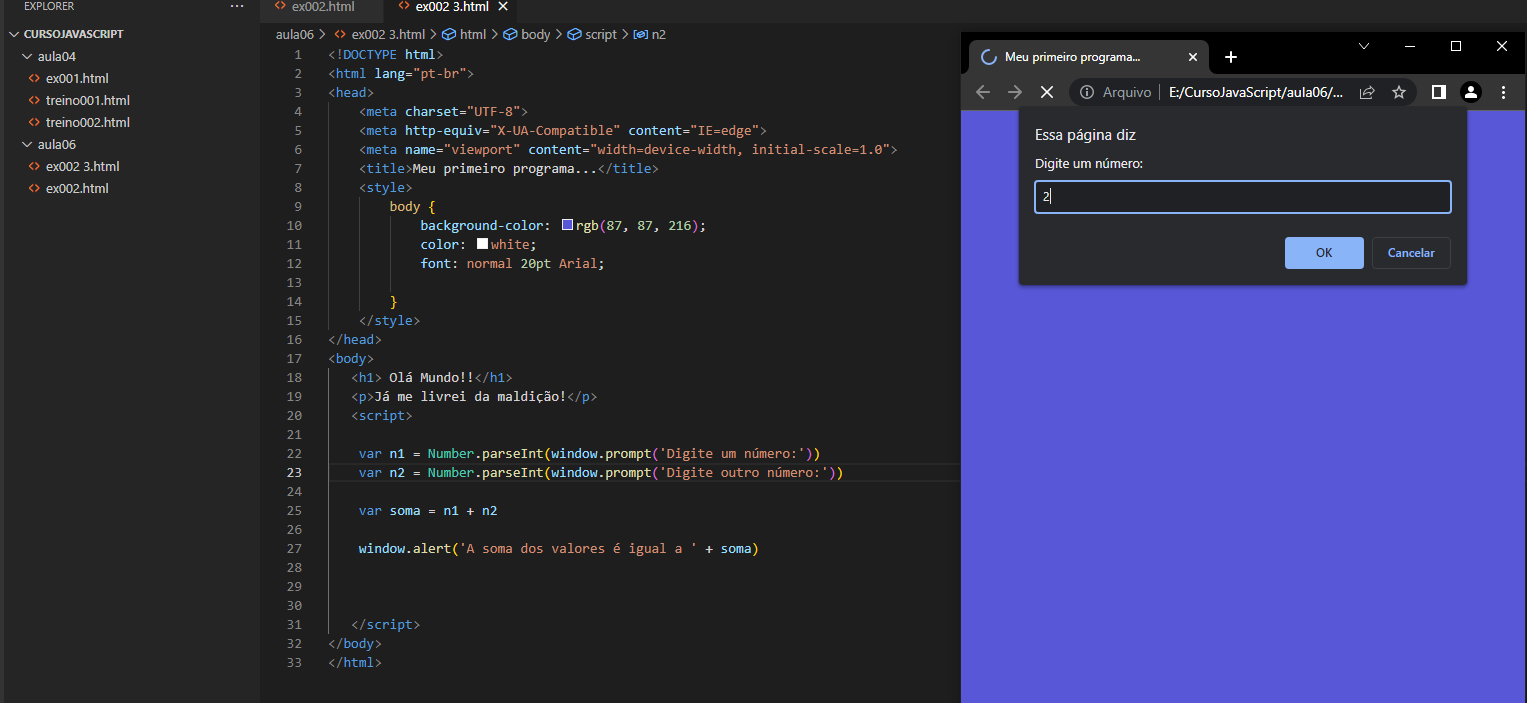 EXPLORER ···
CURSOJAVASCRIPT
aula04
ex001.html
treino001.html
treino002.html
aula06
ex002 3.html
ex002.html
ex002.html ex002 3.html
aula06 > ex002 3.html > html > body > script > n2
1 <!DOCTYPE html>
2 <html lang="pt-br">
3 <head>
4 <meta charset="UTF-8">
5 <meta http-equiv="X-UA-Compatible" content="IE=edge">
6 <meta name="viewport" content="width=device-width, initial-scale=1.0">
7 <title>Meu primeiro programa...</title>
8 <style>
9 body {
10 background-color: rgb(87, 87, 216);
11 color: white;
12 font: normal 20pt Arial;
13
14 }
15 </style>
16 </head>
17 <body>
18 <h1> Olá Mundo!!</h1>
19 <p>Já me livrei da maldição!</p>
20 <script>
21
22 var n1 = Number.parseInt(window.prompt('Digite um número:'))
23 var n2 = Number.parseInt(window.prompt('Digite outro número:'))
24
25 var soma = n1 + n2
26
27 window.alert('A soma dos valores é igual a ' + soma)
28
29
30
31 </script>
32 </body>
33 </html>
Meu primeiro programa...
Arquivo | E:/CursoJavaScript/aula06/...
Essa página diz
Digite um número:
2
OK Cancelar